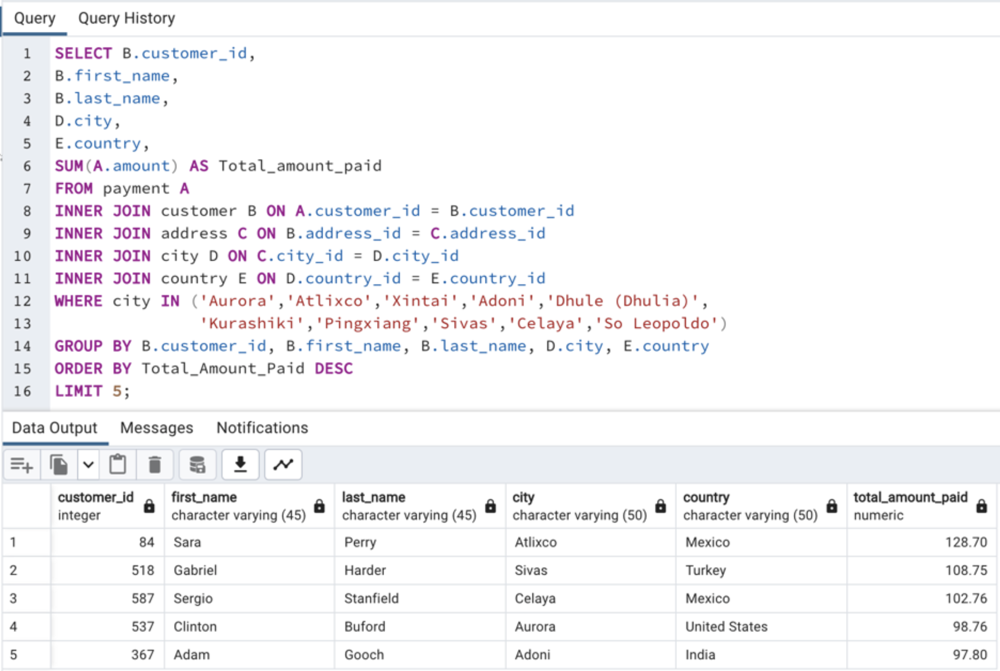 Query Query History
1 SELECT B.customer_id,
2 B.first_name,
3 B.last_name,
4 D.city,
5 E.country,
6 SUM(A.amount) AS Total_amount_paid
7 FROM payment A
8 INNER JOIN customer B ON A.customer_id = B.customer_id
9 INNER JOIN address C ON B.address_id = C.address_id
10 INNER JOIN city D ON C.city_id = D.city_id
11 INNER JOIN country E ON D.country_id = E.country_id
12 WHERE city IN ('Aurora','Atlixco','Xintai','Adoni','Dhule (Dhulia)',
13 'Kurashiki','Pingxiang','Sivas','Celaya','So Leopoldo')
14 GROUP BY B.customer_id, B.first_name, B.last_name, D.city, E.country
15 ORDER BY Total_Amount_Paid DESC
16 LIMIT 5;
Data Output Messages Notifications
customer_id first_name last_name city country total_amount_paid
integer character varying (45) character varying (45) character varying (50) character varying (50) numeric
1 84 Sara Perry Atlixco Mexico 128.70
2 518 Gabriel Harder Sivas Turkey 108.75
3 587 Sergio Stanfield Celaya Mexico 102.76
4 537 Clinton Buford Aurora United States 98.76
5 367 Adam Gooch Adoni India 97.80